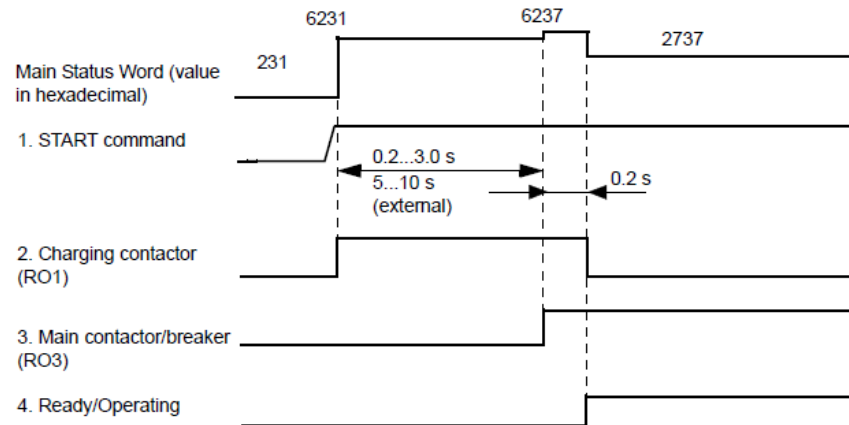 6231
6237
231
2737
Main Status Word (value
in hexadecimal)
1. START command
0.2...3.0 s
5...10 s
(external)
0.2 s
2. Charging contactor
(RO1)
3. Main contactor/breaker
(RO3)
4. Ready/Operating